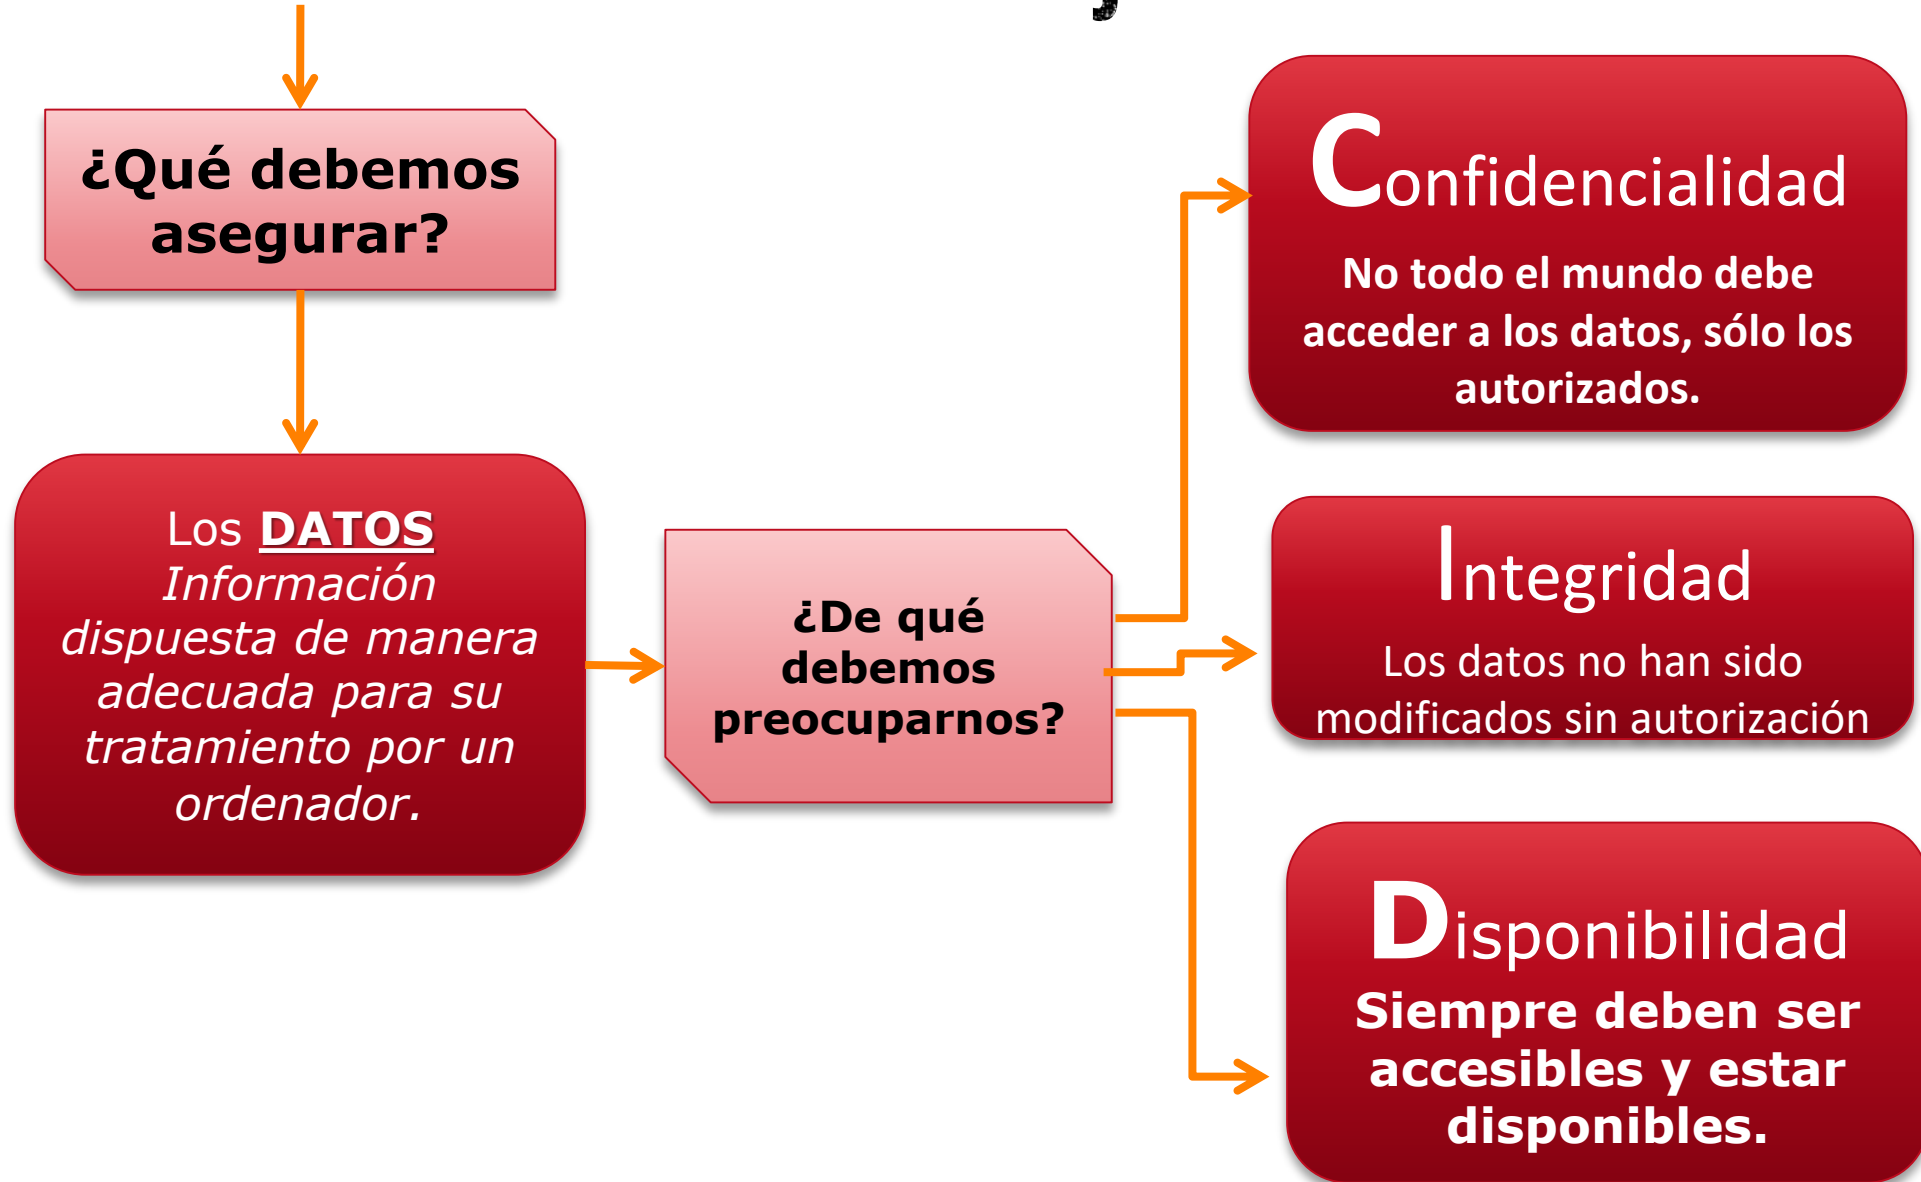 ¿Qué debemos
asegurar?
Los DATOS
Información
dispuesta de manera
adecuada para su
tratamiento por un
ordenador.
¿De qué
debemos
preocuparnos?
Confidencialidad
No todo el mundo debe
acceder a los datos, sólo los
autorizados.
Integridad
Los datos no han sido
modificados sin autorización
Disponibilidad
Siempre deben ser
accesibles y estar
disponibles.